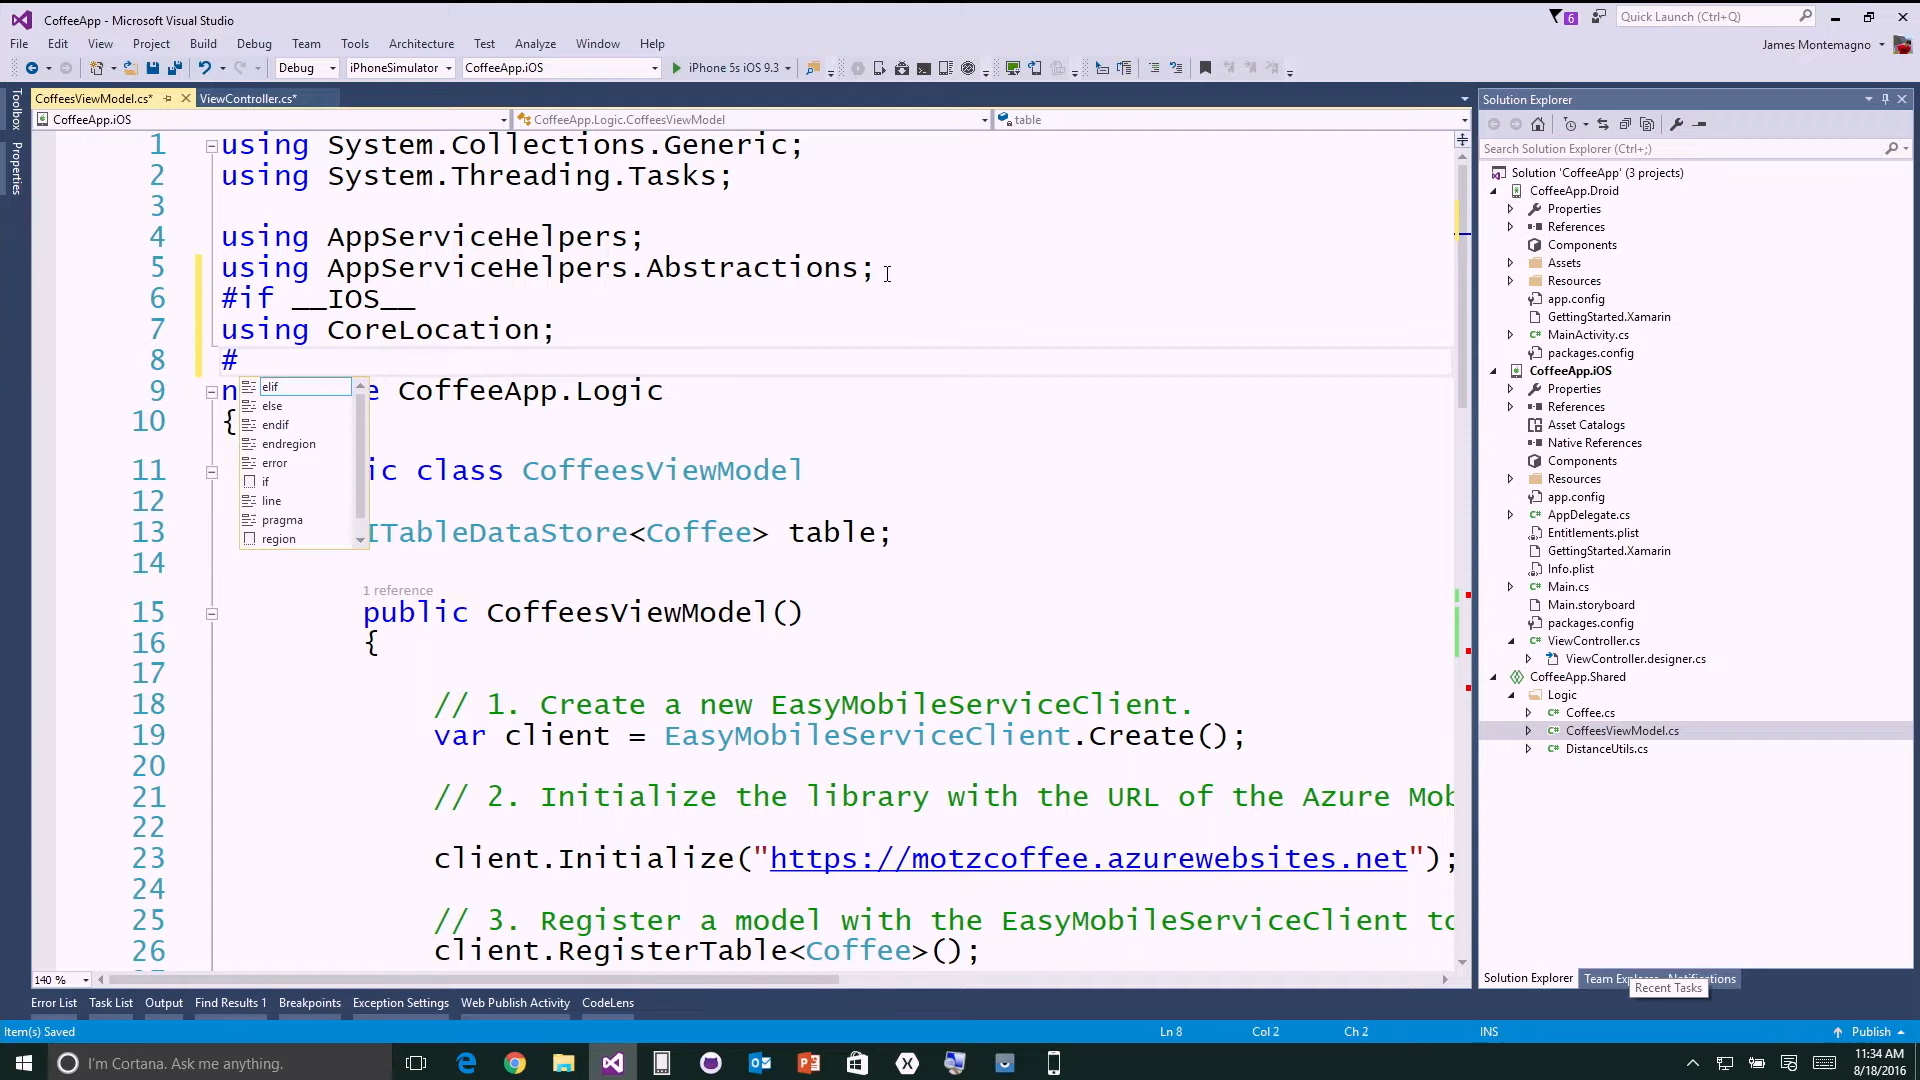 CoffeeApp - Microsoft Visual Studio
6
Quick Launch (Ctrl+Q)
File Edit View Project Build Debug Team Tools Architecture Test Analyze Window Help
James Montemagno
Debug iPhoneSimulator CoffeeApp.iOS iPhone 5s iOS 9.3
Toolbox
Properties
CoffeesViewModel.cs* ViewController.cs*
CoffeeApp.iOS CoffeeApp.Logic.CoffeesViewModel table
1 using System.Collections.Generic;
2 using System.Threading.Tasks;
3
4 using AppServiceHelpers;
5 using AppServiceHelpers.Abstractions;
6 #if __IOS__
7 using CoreLocation;
8 #
9 n e CoffeeApp.Logic
10 {
11 ic class CoffeesViewModel
12
13 ITableDataStore<Coffee> table;
14
1 reference
15 public CoffeesViewModel()
16 {
17
18 // 1. Create a new EasyMobileServiceClient.
19 var client = EasyMobileServiceClient.Create();
20
21 // 2. Initialize the library with the URL of the Azure Mob
22
23 client.Initialize("https://motzcoffee.azurewebsites.net");
24
25 // 3. Register a model with the EasyMobileServiceClient to
26 client.RegisterTable<Coffee>();
elif
else
endif
endregion
error
if
line
pragma
region
140 %
Solution Explorer
Search Solution Explorer (Ctrl+;)
Solution 'CoffeeApp' (3 projects)
CoffeeApp.Droid
Properties
References
Components
Assets
Resources
app.config
GettingStarted.Xamarin
MainActivity.cs
packages.config
CoffeeApp.iOS
Properties
References
Asset Catalogs
Native References
Components
Resources
app.config
AppDelegate.cs
Entitlements.plist
GettingStarted.Xamarin
Info.plist
Main.cs
Main.storyboard
packages.config
ViewController.cs
ViewController.designer.cs
CoffeeApp.Shared
Logic
Coffee.cs
CoffeesViewModel.cs
DistanceUtils.cs
Solution Explorer Team Explorer Notifications
Recent Tasks
Error List Task List Output Find Results 1 Breakpoints Exception Settings Web Publish Activity CodeLens
Item(s) Saved Ln 8 Col 2 Ch 2 INS Publish
I'm Cortana. Ask me anything.
11:34 AM
8/18/2016